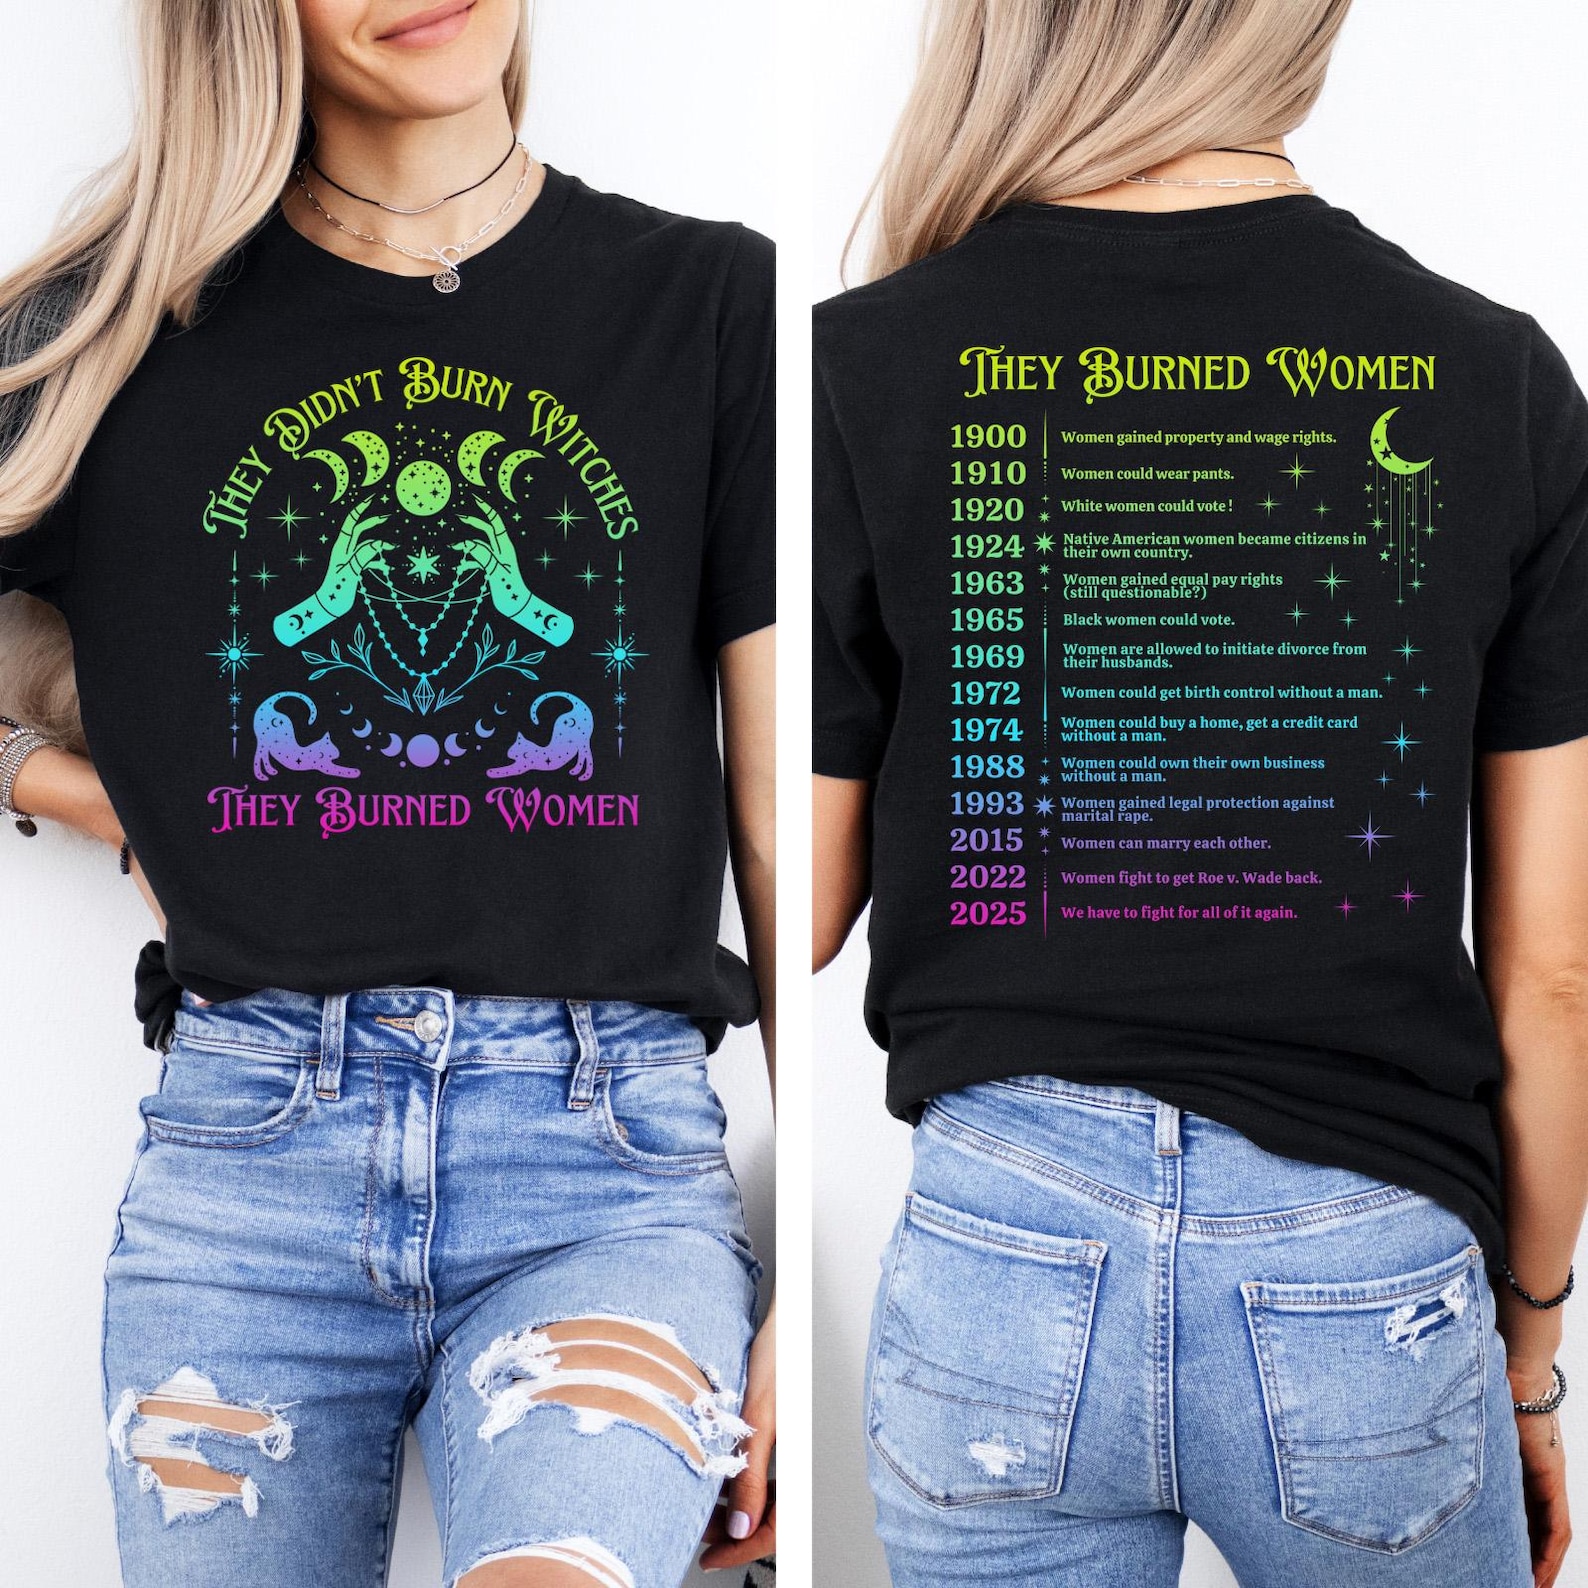 They Didn't Burn Witches
They Burned Women
They Burned Women
1900 Women gained property and wage rights.
1910 Women could wear pants.
1920 White women could vote!
1924 Native American women became citizens in
their own country.
1963 Women gained equal pay rights
(still questionable?)
1965 Black women could vote.
1969 Women are allowed to initiate divorce from
their husbands.
1972 Women could get birth control without a man.
1974 Women could buy a home, get a credit card
without a man.
1988 Women could own their own business
without a man.
1993 Women gained legal protection against
marital rape.
2015 Women can marry each other.
2022 Women fight to get Roe v. Wade back.
2025 We have to fight for all of it again.